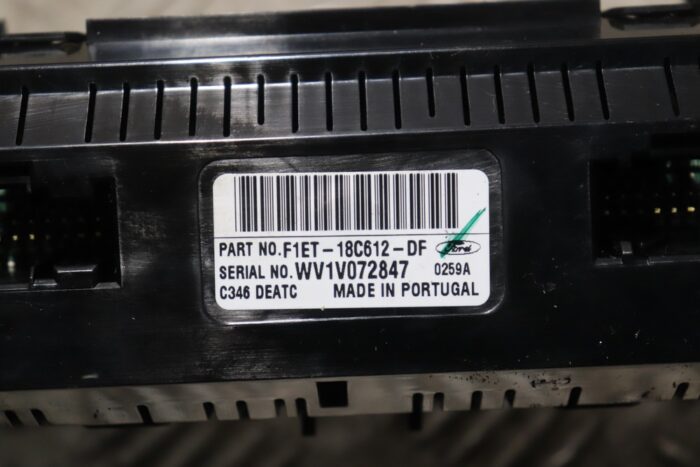 PART NO. F1ET-18C612-DF Ford
SERIAL NO. WV1V072847 0259A
C346 DEATC MADE IN PORTUGAL